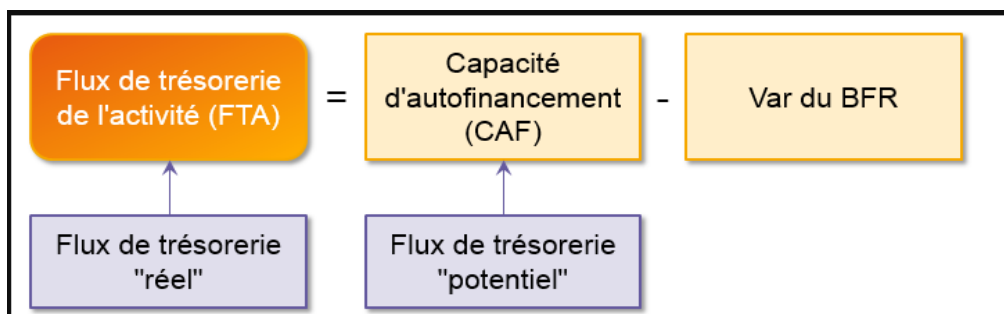 Flux de trésorerie
de l'activité (FTA)
=
Capacité
d'autofinancement
(CAF)
-
Var du BFR
Flux de trésorerie
"réel"
Flux de trésorerie
"potentiel"